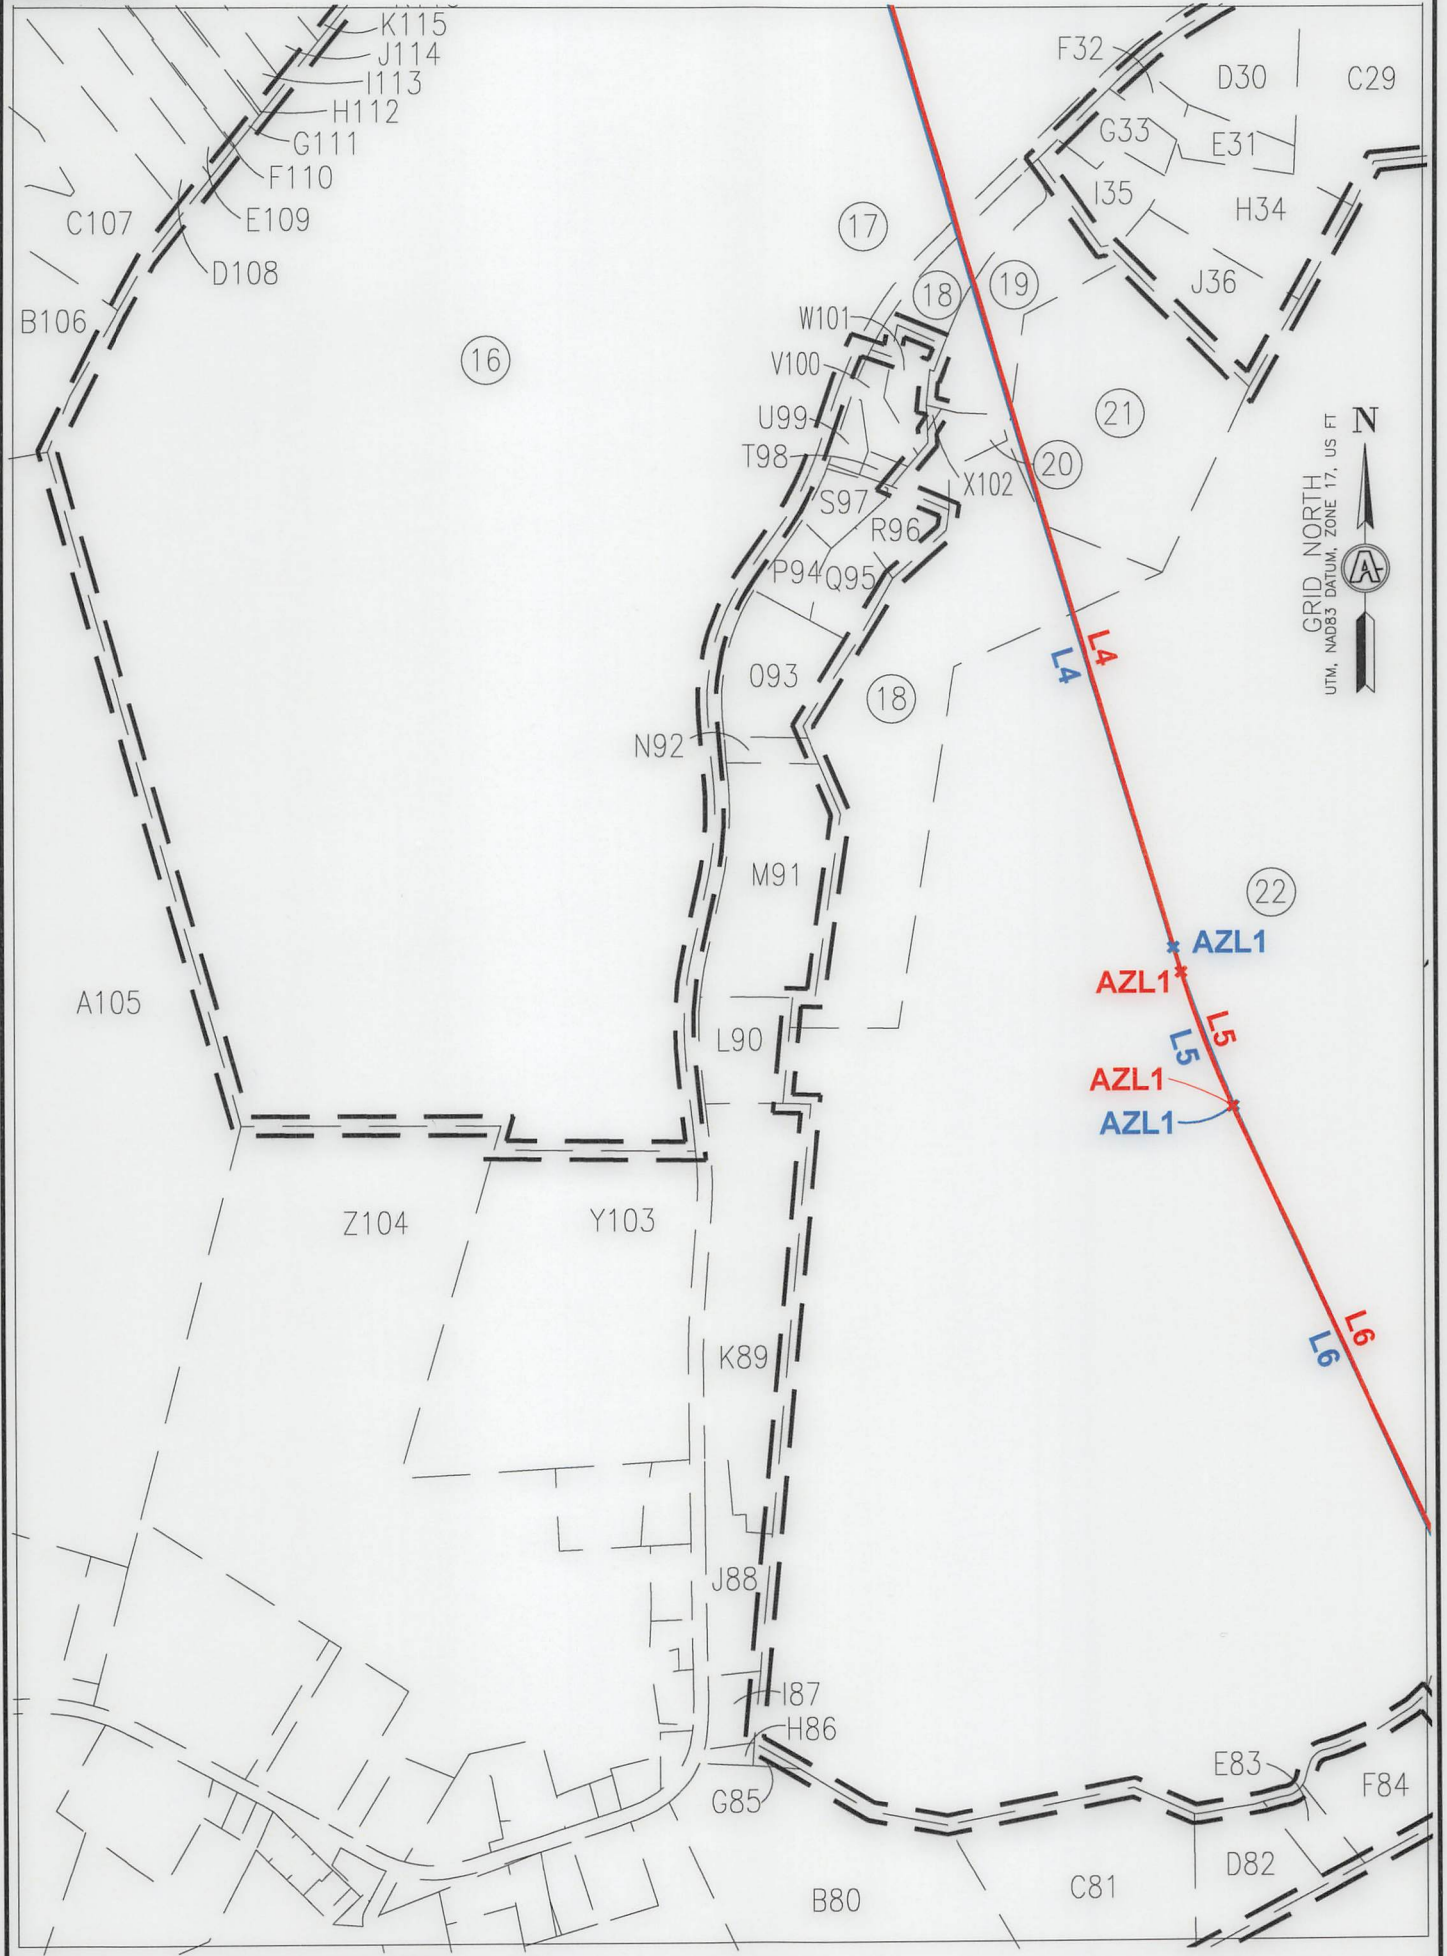 K115
J114
I113
H112
G111
F110
E109
D108
C107
B106
F32
D30
C29
G33
E31
I35
H34
J36
17
18
19
W101
V100
16
21
U99
T98
20
X102
S97
R96
P94
Q95
N
GRID NORTH
UTM, NAD83 DATUM, ZONE 17, US FT
A
L4
L4
O93
18
N92
M91
22
AZL1
AZL1
A105
L90
L5
L5
AZL1
AZL1
Z104
Y103
K89
L6
L6
J88
I87
H86
E83
F84
G85
D82
C81
B80